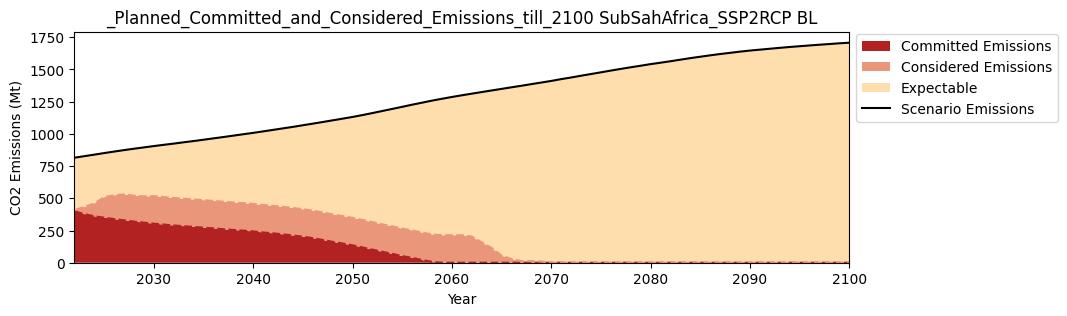 _Planned_Committed_and_Considered_Emissions_till_2100 SubSahAfrica_SSP2RCP BL
1750
1500
1250
1000
750
500
250
0
CO2 Emissions (Mt)
2030 2040 2050 2060 2070 2080 2090 2100
Year
Committed Emissions
Considered Emissions
Expectable
Scenario Emissions